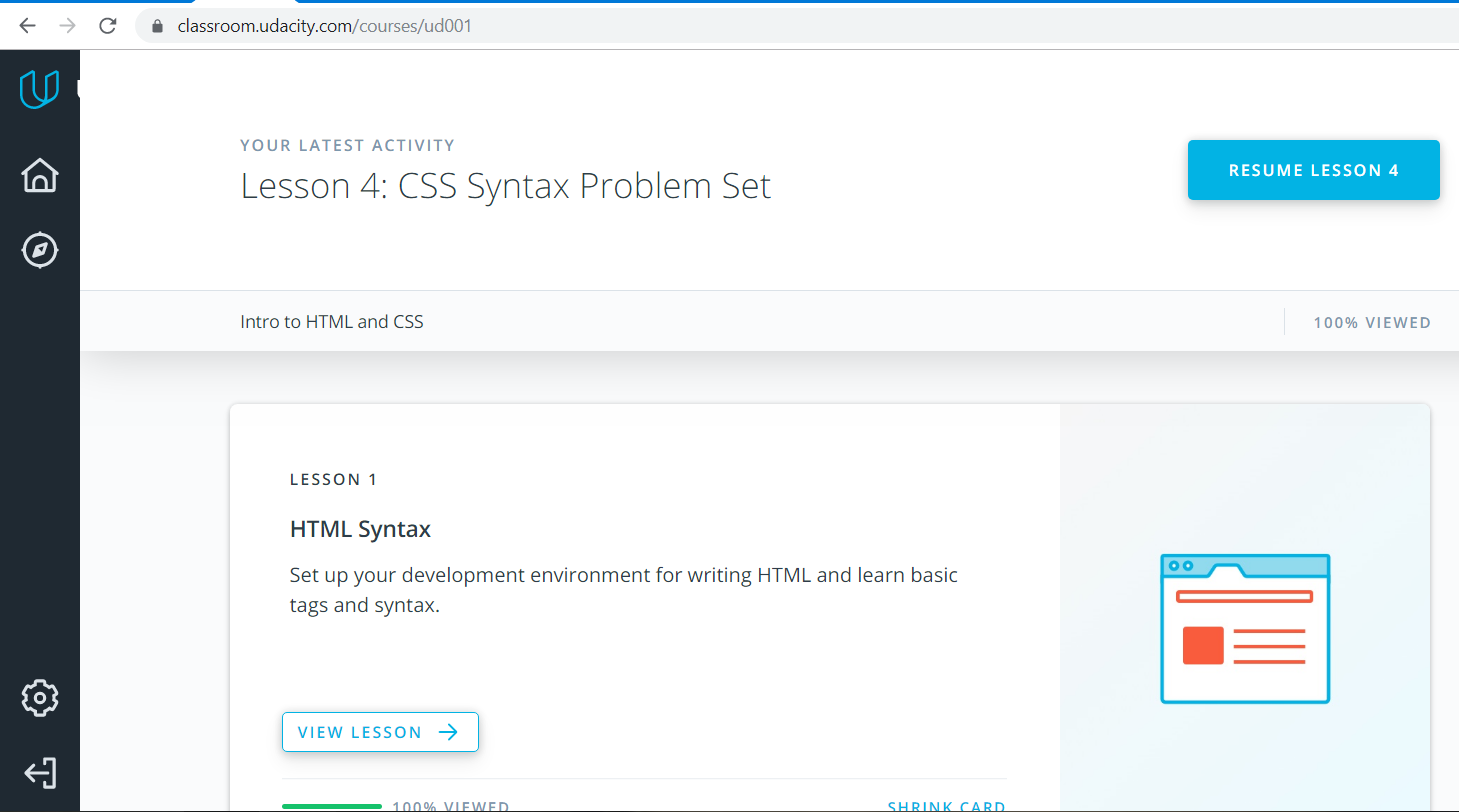 classroom.udacity.com/courses/ud001
YOUR LATEST ACTIVITY
Lesson 4: CSS Syntax Problem Set
RESUME LESSON 4
Intro to HTML and CSS
100% VIEWED
LESSON 1
HTML Syntax
Set up your development environment for writing HTML and learn basic
tags and syntax.
VIEW LESSON
100% VIEWED
SHRINK CARD